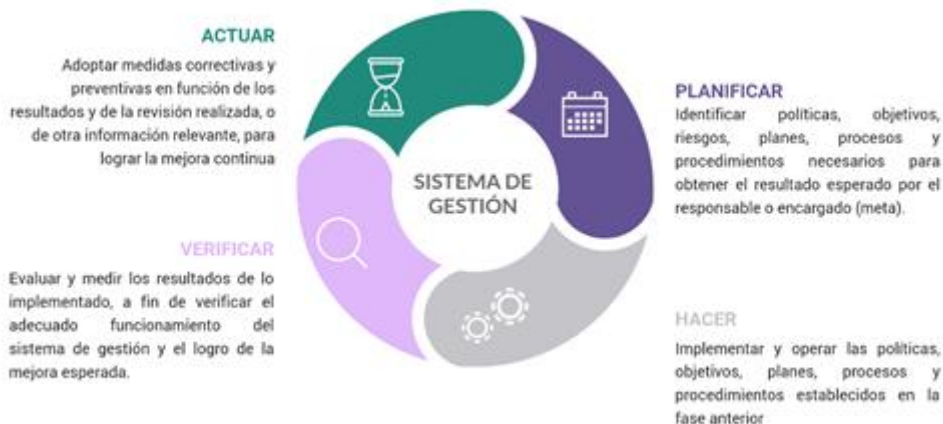 ACTUAR
Adoptar medidas correctivas y
preventivas en función de los
resultados y de la revisión realizada, o
de otra información relevante, para
lograr la mejora continua
PLANIFICAR
Identificar políticas, objetivos,
riesgos, planes, procesos y
procedimientos necesarios para
obtener el resultado esperado por el
responsable o encargado (meta).
SISTEMA DE
GESTIÓN
VERIFICAR
Evaluar y medir los resultados de lo
implementado, a fin de verificar el
adecuado funcionamiento del
sistema de gestión y el logro de la
mejora esperada.
HACER
Implementar y operar las políticas,
objetivos, planes, procesos y
procedimientos establecidos en la
fase anterior